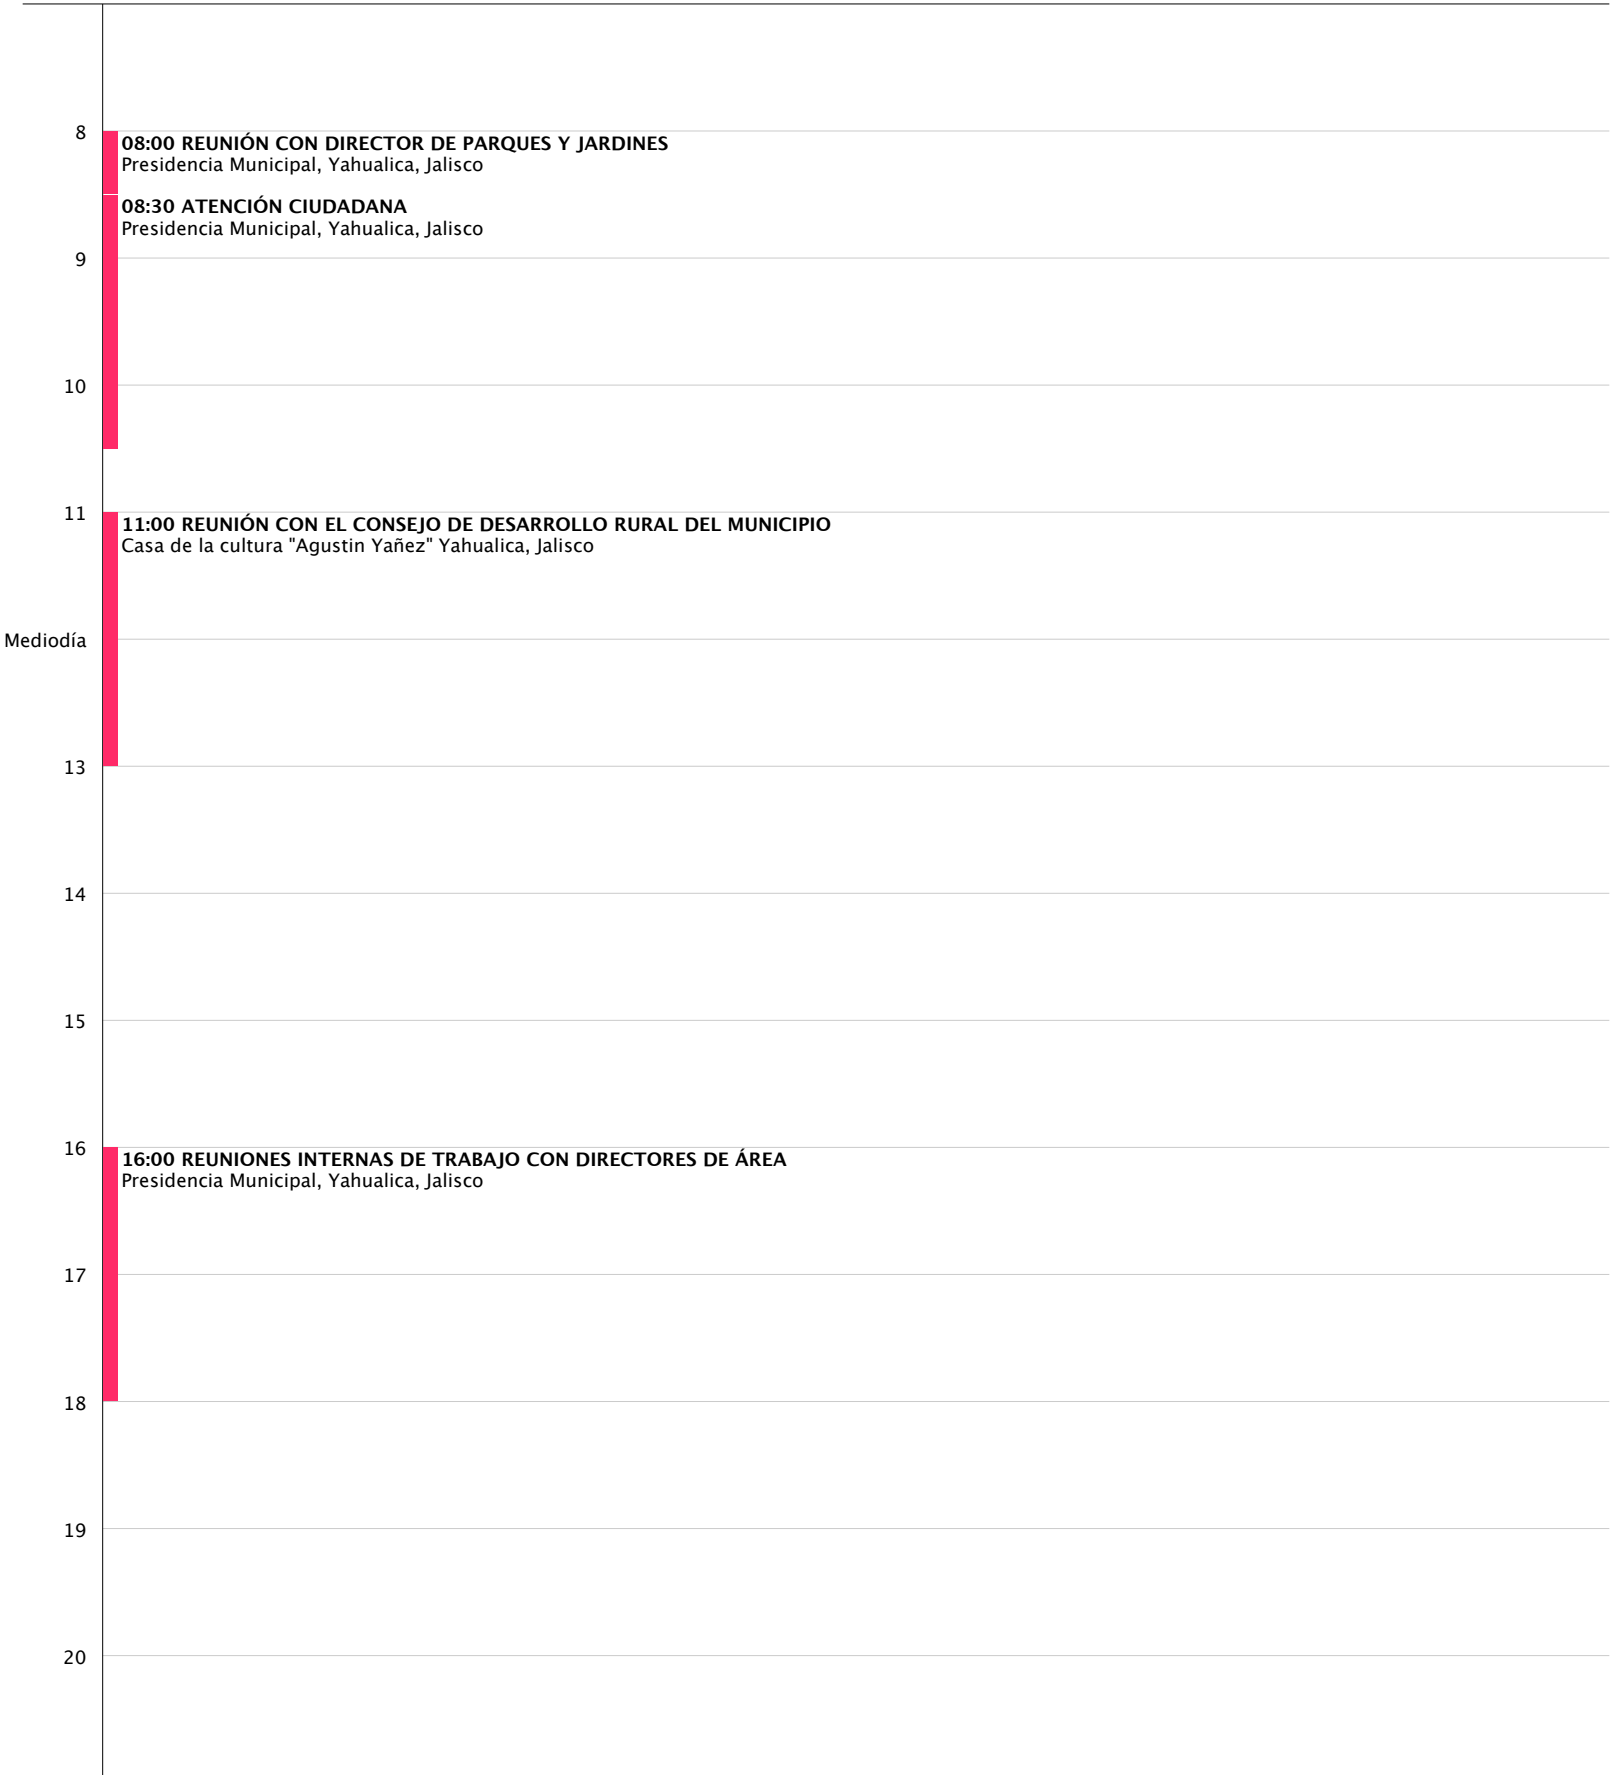 8
08:00 REUNIÓN CON DIRECTOR DE PARQUES Y JARDINES
Presidencia Municipal, Yahualica, Jalisco
08:30 ATENCIÓN CIUDADANA
Presidencia Municipal, Yahualica, Jalisco
9
10
11
11:00 REUNIÓN CON EL CONSEJO DE DESARROLLO RURAL DEL MUNICIPIO
Casa de la cultura "Agustin Yañez" Yahualica, Jalisco
Mediodía
13
14
15
16
16:00 REUNIONES INTERNAS DE TRABAJO CON DIRECTORES DE ÁREA
Presidencia Municipal, Yahualica, Jalisco
17
18
19
20